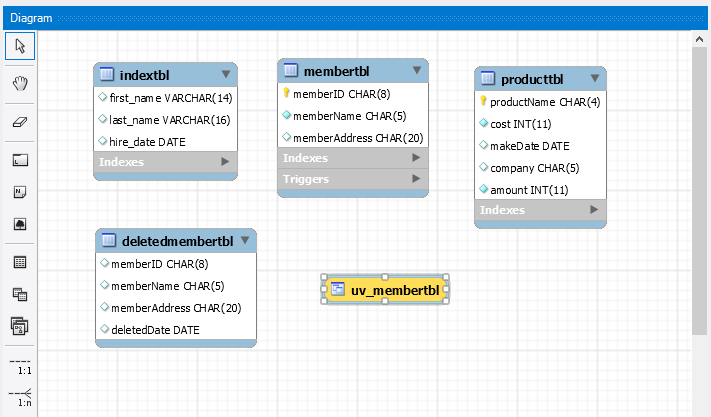 Diagram
indextbl
first_name VARCHAR(14)
last_name VARCHAR(16)
hire_date DATE
Indexes
membertbl
memberID CHAR(8)
memberName CHAR(5)
memberAddress CHAR(20)
Indexes
Triggers
producttbl
productName CHAR(4)
cost INT(11)
makeDate DATE
company CHAR(5)
amount INT(11)
Indexes
deletedmembertbl
memberID CHAR(8)
memberName CHAR(5)
memberAddress CHAR(20)
deletedDate DATE
uv_membertbl
1:1
1:n